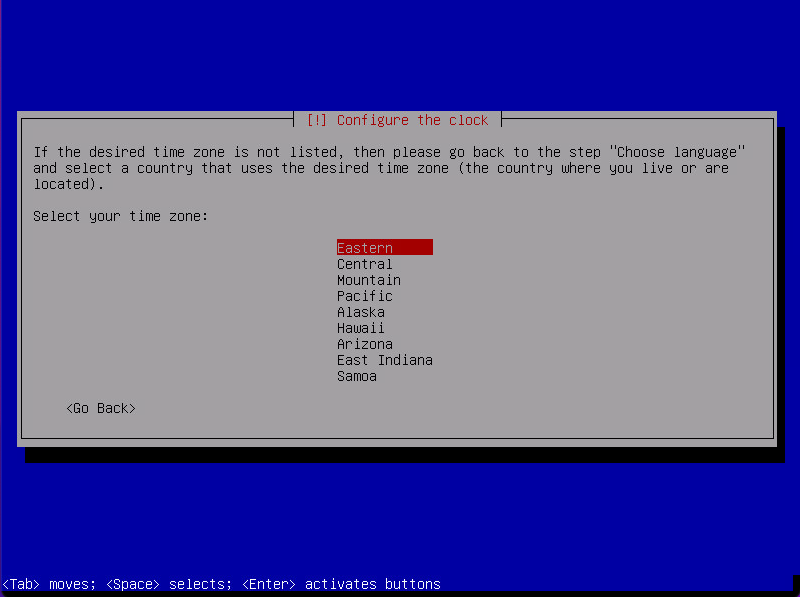 [!] Configure the clock
If the desired time zone is not listed, then please go back to the step "Choose language"
and select a country that uses the desired time zone (the country where you live or are
located).
Select your time zone:
Eastern
Central
Mountain
Pacific
Alaska
Hawaii
Arizona
East Indiana
Samoa
<Go Back>
<Tab> moves; <Space> selects; <Enter> activates buttons